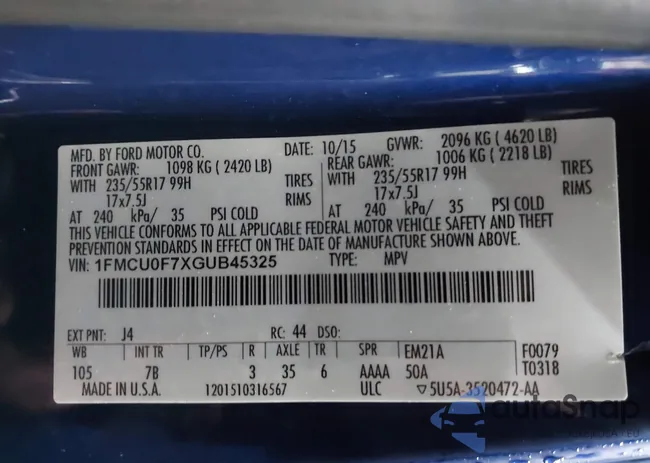 MFD. BY FORD MOTOR CO. DATE: 10/15 GVWR: 2096 KG ( 4620 LB)
FRONT GAWR: 1098 KG ( 2420 LB) REAR GAWR: 1006 KG ( 2218 LB)
WITH 235/55R17 99H TIRES WITH 235/55R17 99H TIRES
17x7.5J RIMS 17x7.5J RIMS
AT 240 kPa/ 35 PSI COLD AT 240 kPa/ 35 PSI COLD
THIS VEHICLE CONFORMS TO ALL APPLICABLE FEDERAL MOTOR VEHICLE SAFETY AND THEFT
PREVENTION STANDARDS IN EFFECT ON THE DATE OF MANUFACTURE SHOWN ABOVE.
VIN: 1FMCU0F7XGUB45325 TYPE: MPV
EXT PNT: J4 RC: 44 DSO:
WB INT TR TP/PS R AXLE TR SPR EM21A F0079
105 7B 3 35 6 AAAA 50A T0318
MADE IN U.S.A. 1201510316567 ULC ▽5U5A-3520472-AA
autoSnap